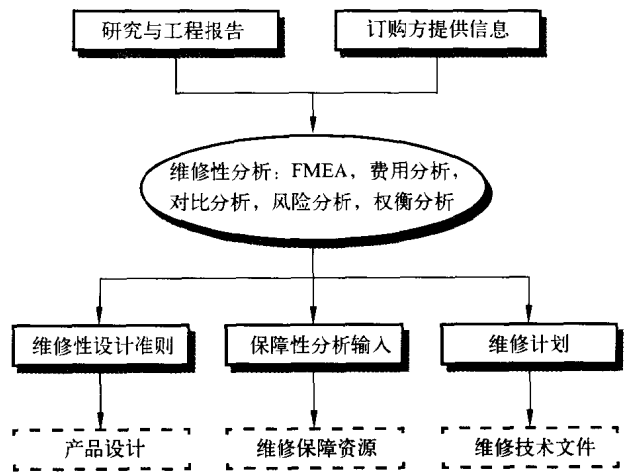 研究与工程报告
订购方提供信息
维修性分析：FMEA，费用分析，
对比分析，风险分析，权衡分析
维修性设计准则
保障性分析输入
维修计划
产品设计
维修保障资源
维修技术文件